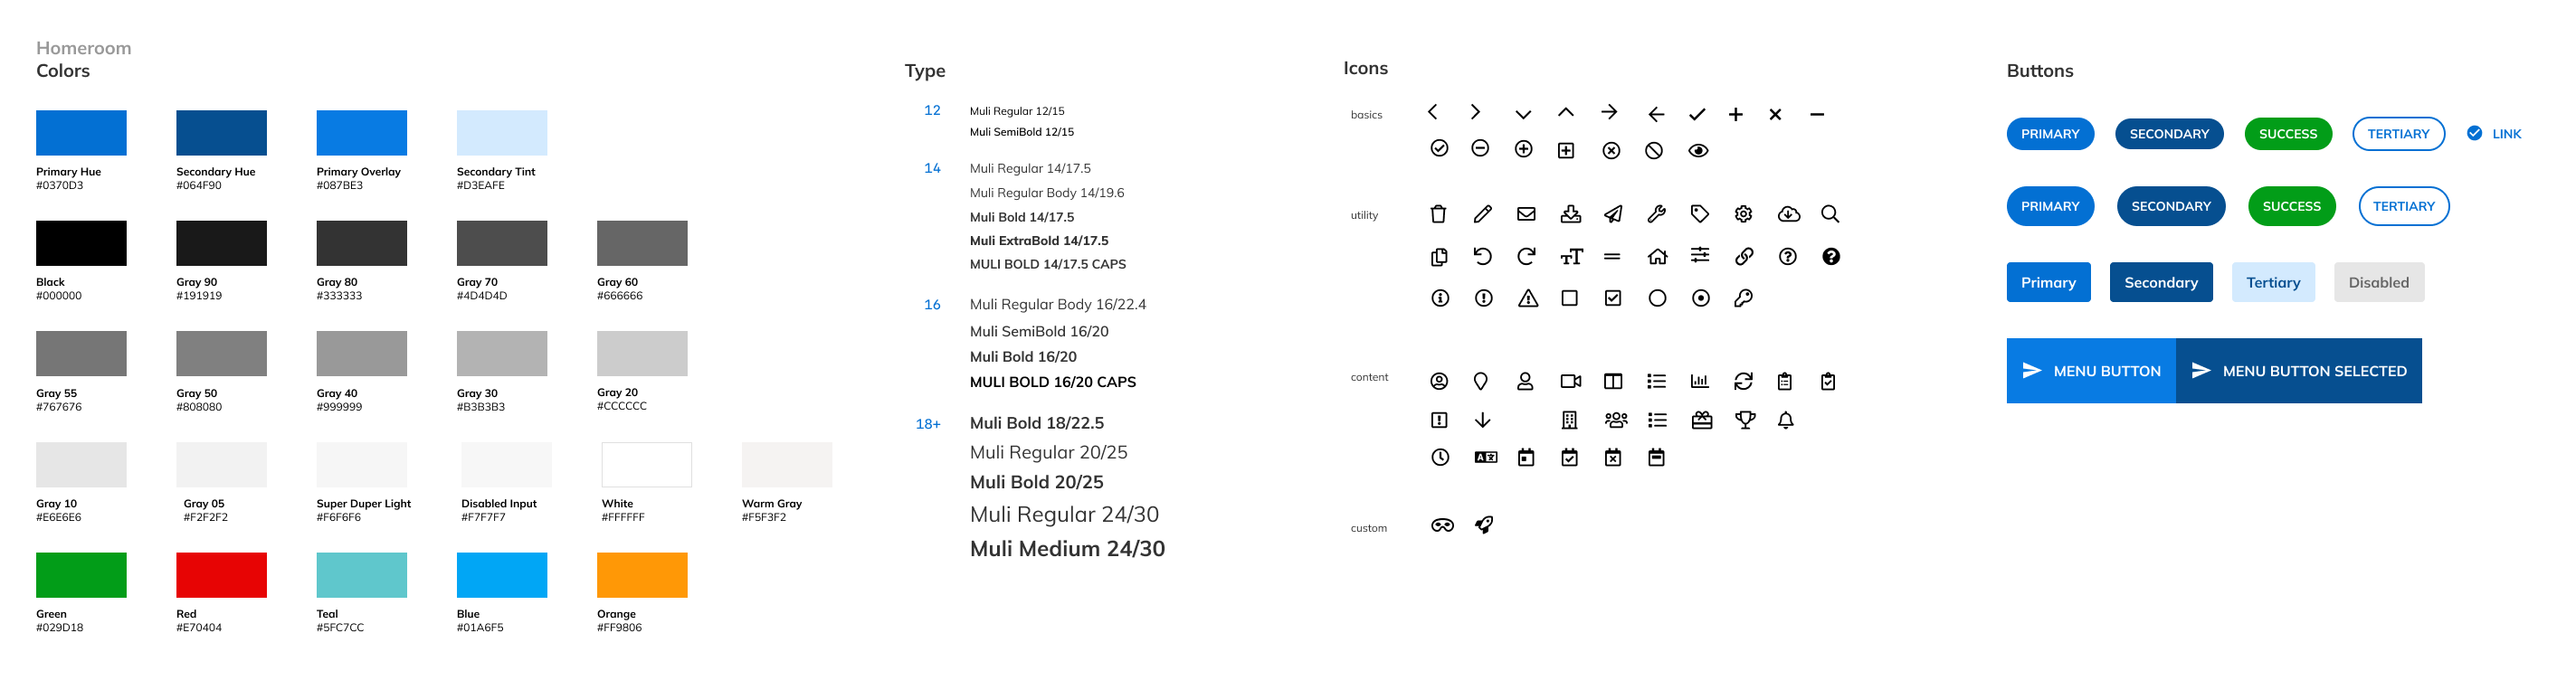 Homeroom
Colors
Primary Hue
#0370D3
Secondary Hue
#064F90
Primary Overlay
#087BE3
Secondary Tint
#D3EAFE
Black
#000000
Gray 90
#191919
Gray 80
#333333
Gray 70
#4D4D4D
Gray 60
#666666
Gray 55
#767676
Gray 50
#808080
Gray 40
#999999
Gray 30
#B3B3B3
Gray 20
#CCCCCC
Gray 10
#E6E6E6
Gray 05
#F2F2F2
Super Duper Light
#F6F6F6
Disabled Input
#F7F7F7
White
#FFFFFF
Warm Gray
#F5F3F2
Green
#029D18
Red
#E70404
Teal
#5FC7CC
Blue
#01A6F5
Orange
#FF9806
Type
12
Muli Regular 12/15
Muli SemiBold 12/15
14
Muli Regular 14/17.5
Muli Regular Body 14/19.6
Muli Bold 14/17.5
Muli ExtraBold 14/17.5
MULI BOLD 14/17.5 CAPS
16
Muli Regular Body 16/22.4
Muli SemiBold 16/20
Muli Bold 16/20
MULI BOLD 16/20 CAPS
18+
Muli Bold 18/22.5
Muli Regular 20/25
Muli Bold 20/25
Muli Regular 24/30
Muli Medium 24/30
Icons
basics
utility
content
custom
Buttons
PRIMARY SECONDARY SUCCESS TERTIARY LINK
PRIMARY SECONDARY SUCCESS TERTIARY
Primary Secondary Tertiary Disabled
MENU BUTTON MENU BUTTON SELECTED